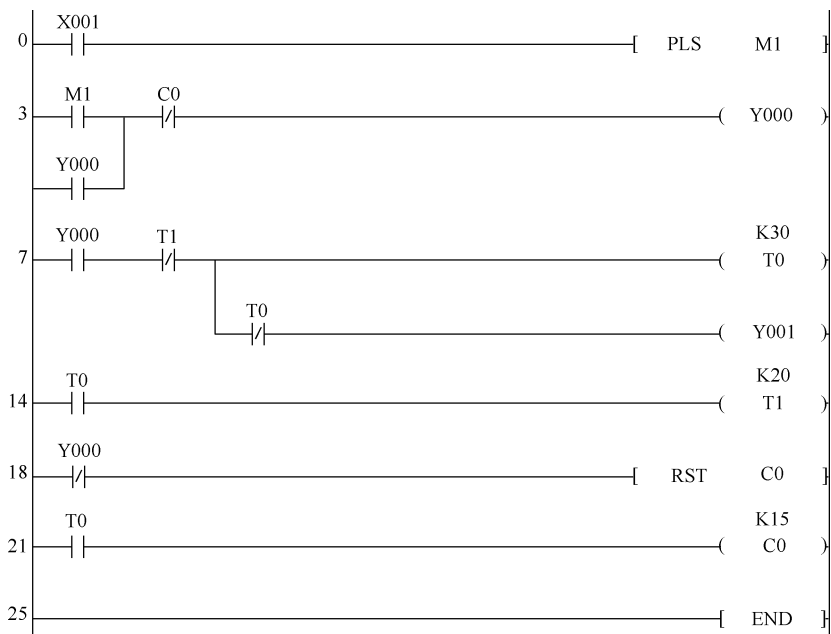 X001
0 [ PLS M1 ]
M1 C0
3 ( Y000 )
Y000
Y000 T1 K30
7 ( T0 )
T0
( Y001 )
T0 K20
14 ( T1 )
Y000
18 [ RST C0 ]
T0 K15
21 ( C0 )
25 [ END ]